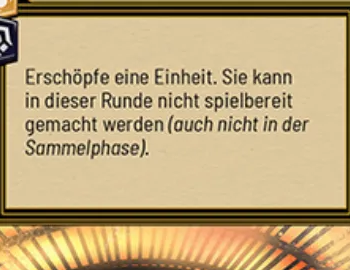 Erschöpfe eine Einheit. Sie kann
in dieser Runde nicht spielbereit
gemacht werden (auch nicht in der
Sammelphase).